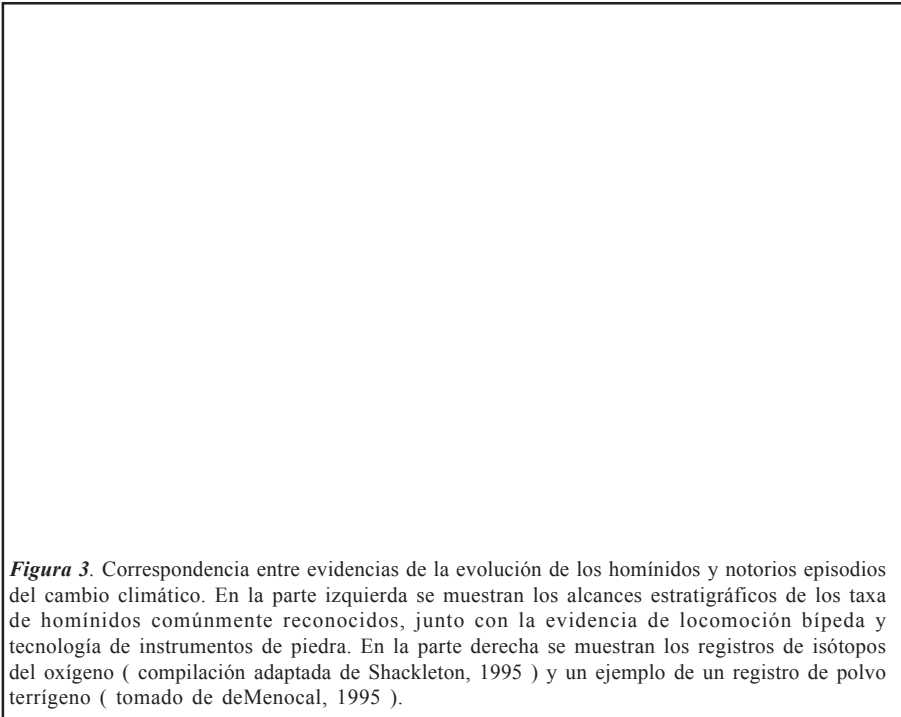 Figura 3. Correspondencia entre evidencias de la evolución de los homínidos y notorios episodios
del cambio climático. En la parte izquierda se muestran los alcances estratigráficos de los taxa
de homínidos comúnmente reconocidos, junto con la evidencia de locomoción bípeda y
tecnología de instrumentos de piedra. En la parte derecha se muestran los registros de isótopos
del oxígeno ( compilación adaptada de Shackleton, 1995 ) y un ejemplo de un registro de polvo
terrígeno ( tomado de deMenocal, 1995 ).